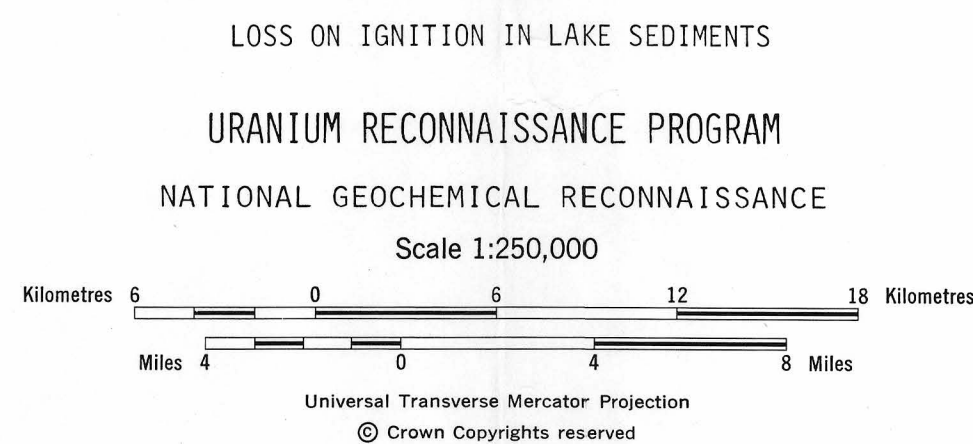 LOSS ON IGNITION IN LAKE SEDIMENTS
URANIUM RECONNAISSANCE PROGRAM
NATIONAL GEOCHEMICAL RECONNAISSANCE
Scale 1:250,000
Kilometres 6 0 6 12 18 Kilometres
Miles 4 0 4 8 Miles
Universal Transverse Mercator Projection
© Crown Copyrights reserved